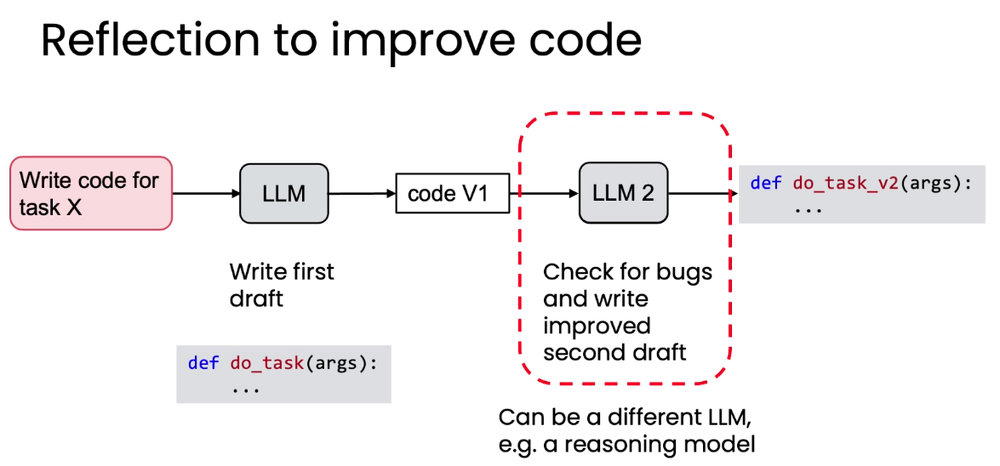 Reflection to improve code
Write code for
task X
LLM
code V1
LLM 2
def do_task_v2(args):
...
Write first
draft
def do_task(args):
...
Check for bugs
and write
improved
second draft
Can be a different LLM,
e.g. a reasoning model